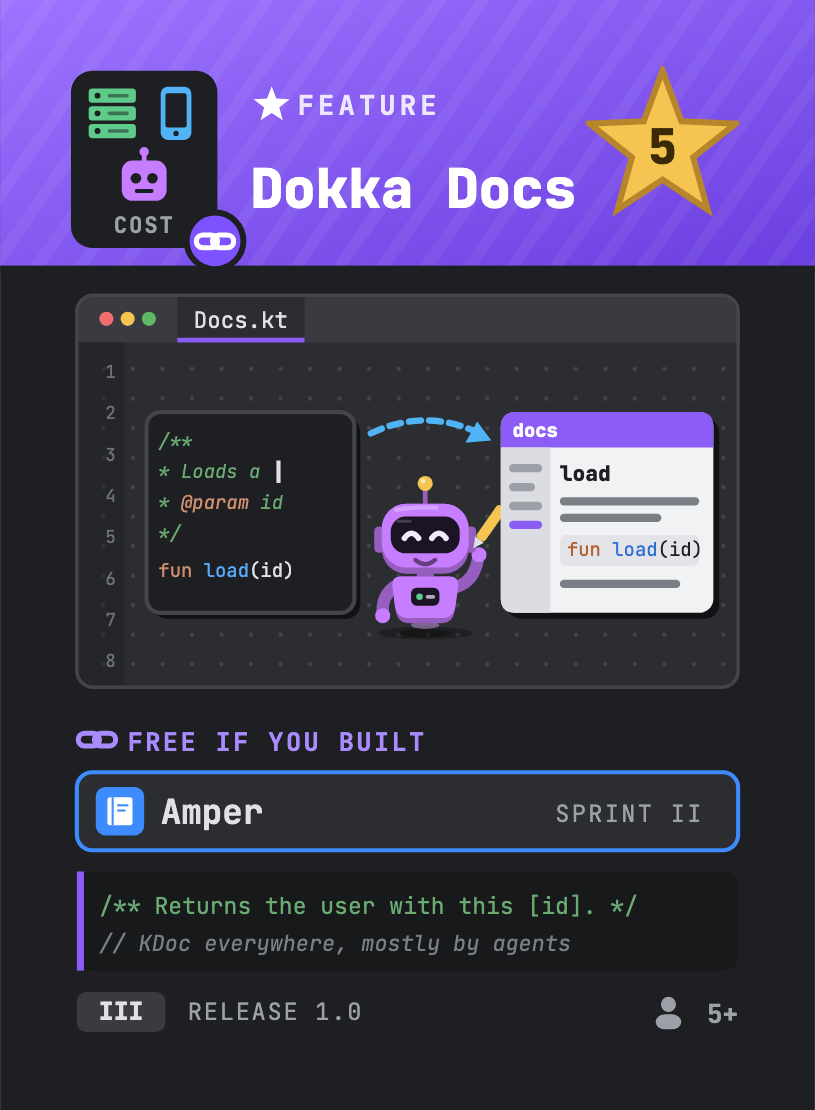 FEATURE
5
Dokka Docs
COST
Docs.kt
1
2
3
4
5
6
7
8
/**
* Loads a
* @param id
*/
fun load(id)
docs
load
fun load(id)
FREE IF YOU BUILT
Amper
SPRINT II
/** Returns the user with this [id]. */
// KDoc everywhere, mostly by agents
III
RELEASE 1.0
5+